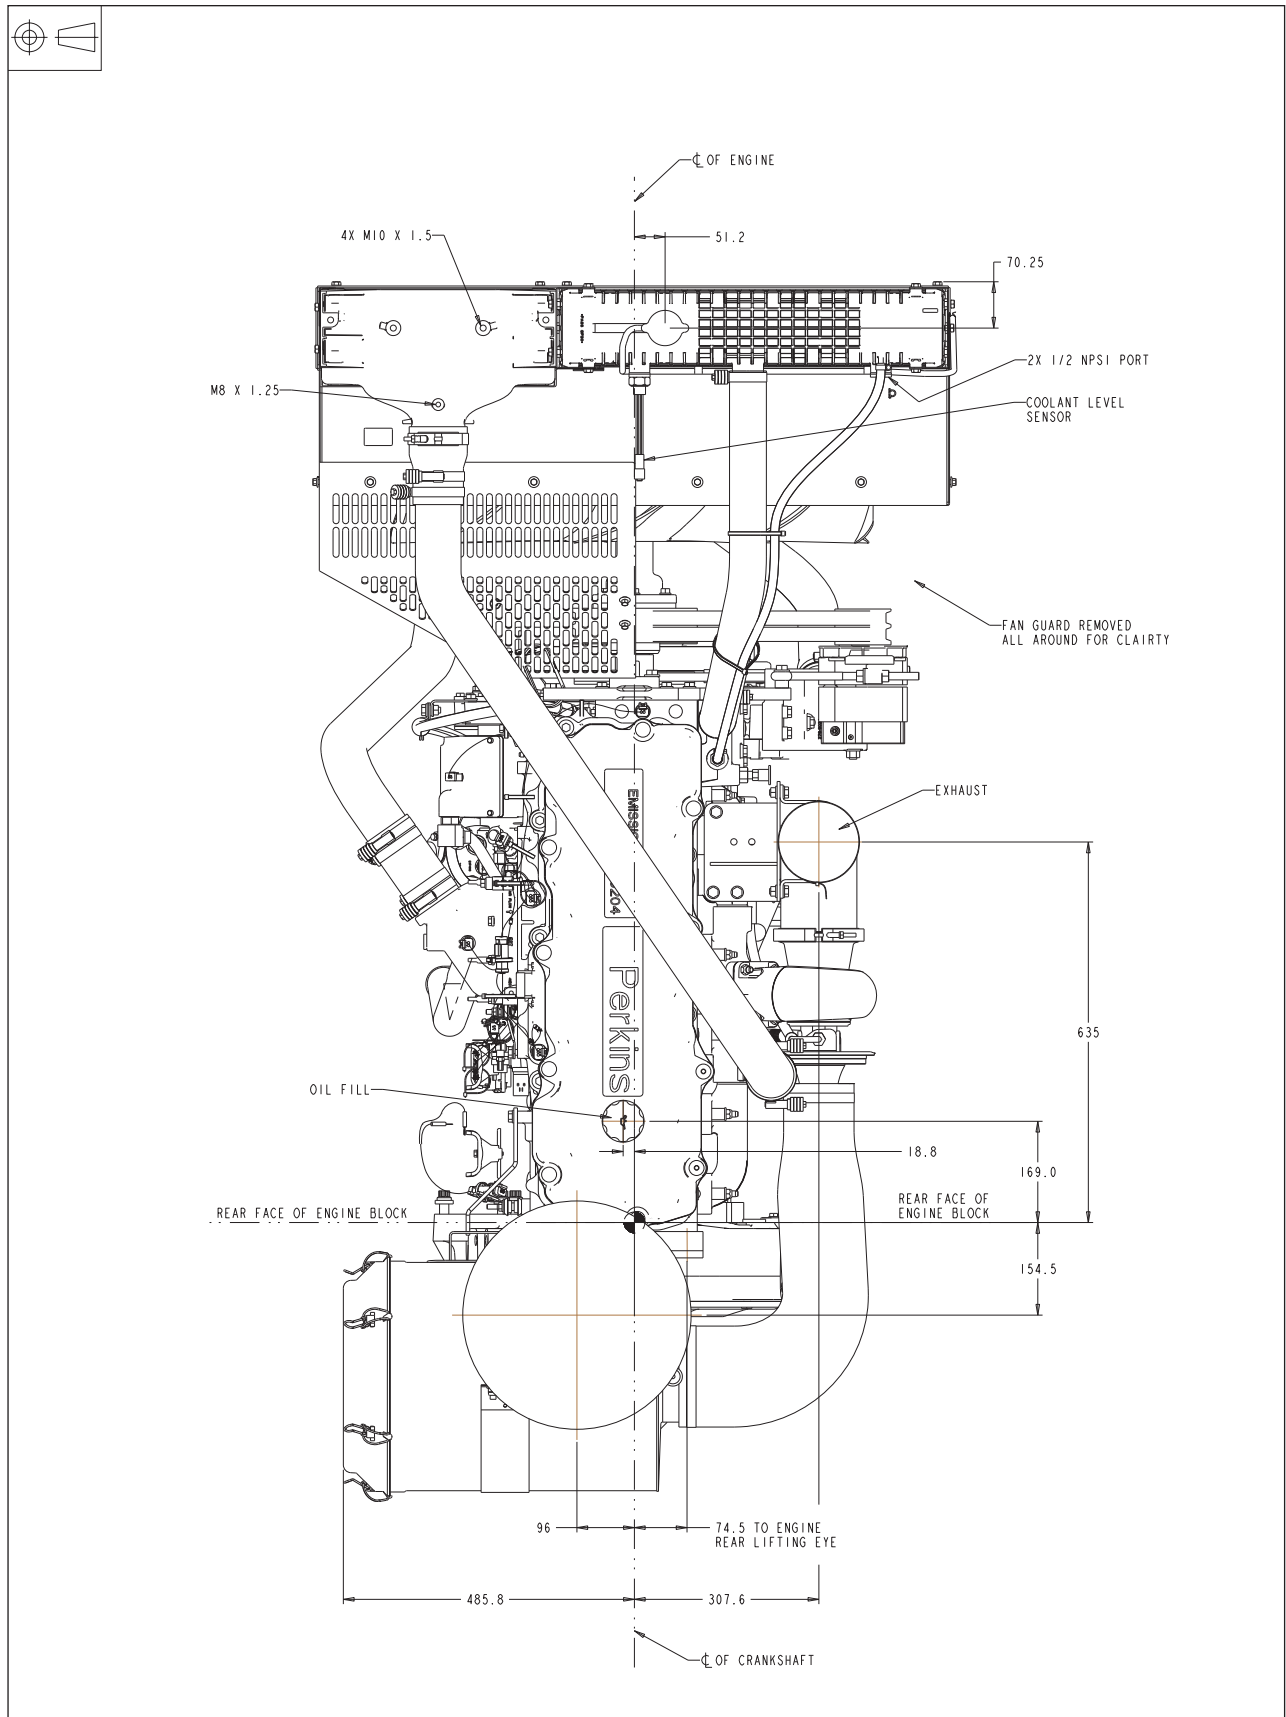 ℄ OF ENGINE
4X M10 X 1.5
51.2
70.25
2X 1/2 NPSI PORT
M8 X 1.25
COOLANT LEVEL
SENSOR
FAN GUARD REMOVED
ALL AROUND FOR CLAIRTY
EXHAUST
Perkins
635
OIL FILL
18.8
169.0
REAR FACE OF ENGINE BLOCK
REAR FACE OF
ENGINE BLOCK
154.5
96
74.5 TO ENGINE
REAR LIFTING EYE
485.8
307.6
℄ OF CRANKSHAFT